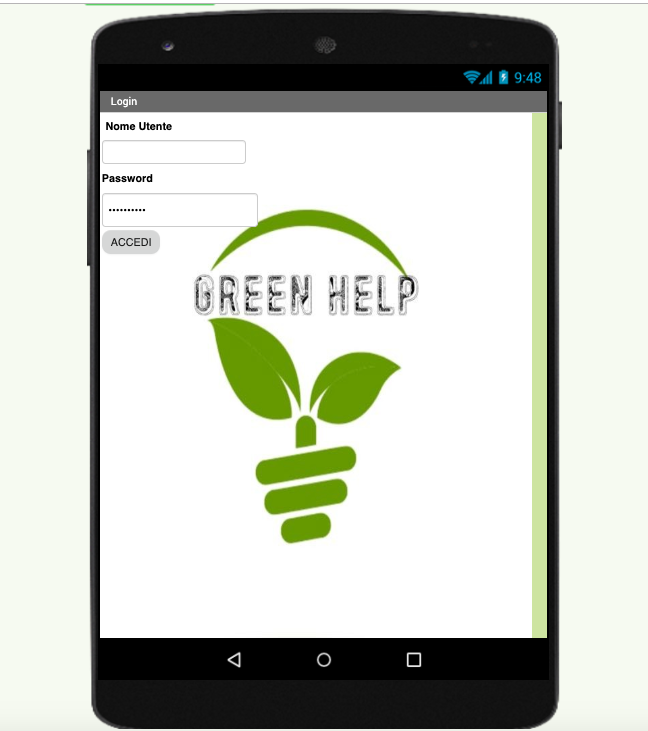 9:48
Login
Nome Utente
Password
ACCEDI
GREEN HELP